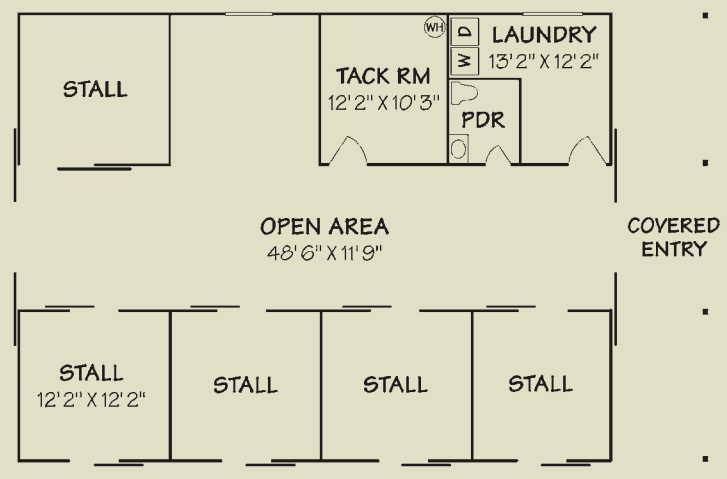 WH
D
W
LAUNDRY
13'2" X 12'2"
STALL
TACK RM
12'2" X 10'3"
PDR
OPEN AREA
48'6" X 11'9"
COVERED
ENTRY
STALL
12'2" X 12'2"
STALL
STALL
STALL